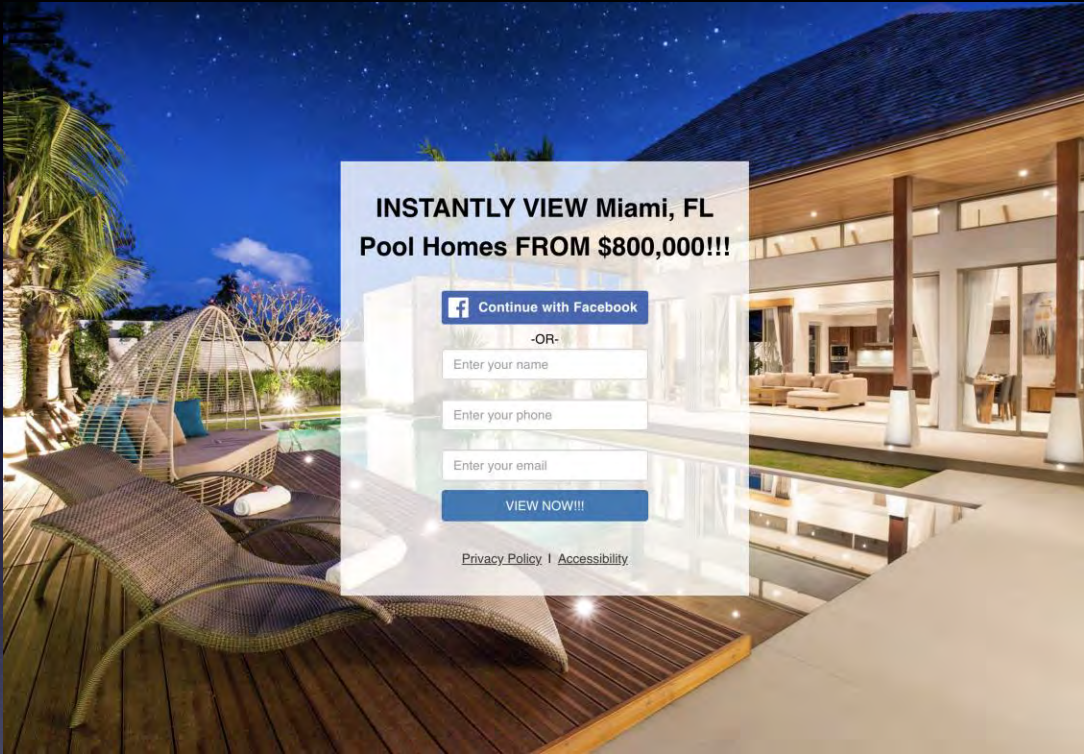 INSTANTLY VIEW Miami, FL
Pool Homes FROM $800,000!!!
f Continue with Facebook
-OR-
Enter your name
Enter your phone
Enter your email
VIEW NOW!!!
Privacy Policy I Accessibility